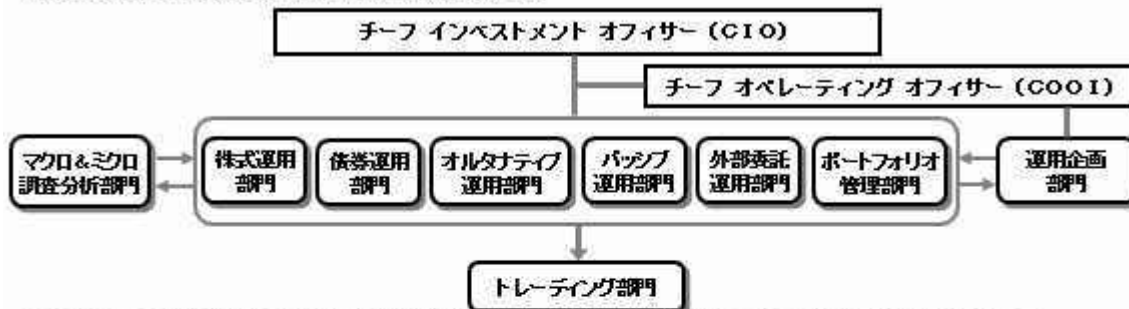 チーフ インベストメント オフィサー (CIO)
チーフ オペレーティング オフィサー (COOI)
マクロ&ミクロ
調査分析部門
株式運用
部門
債券運用
部門
オルタナティブ
運用部門
パッシブ
運用部門
外部委託
運用部門
ポートフォリオ
管理部門
運用企画
部門
トレーディング部門